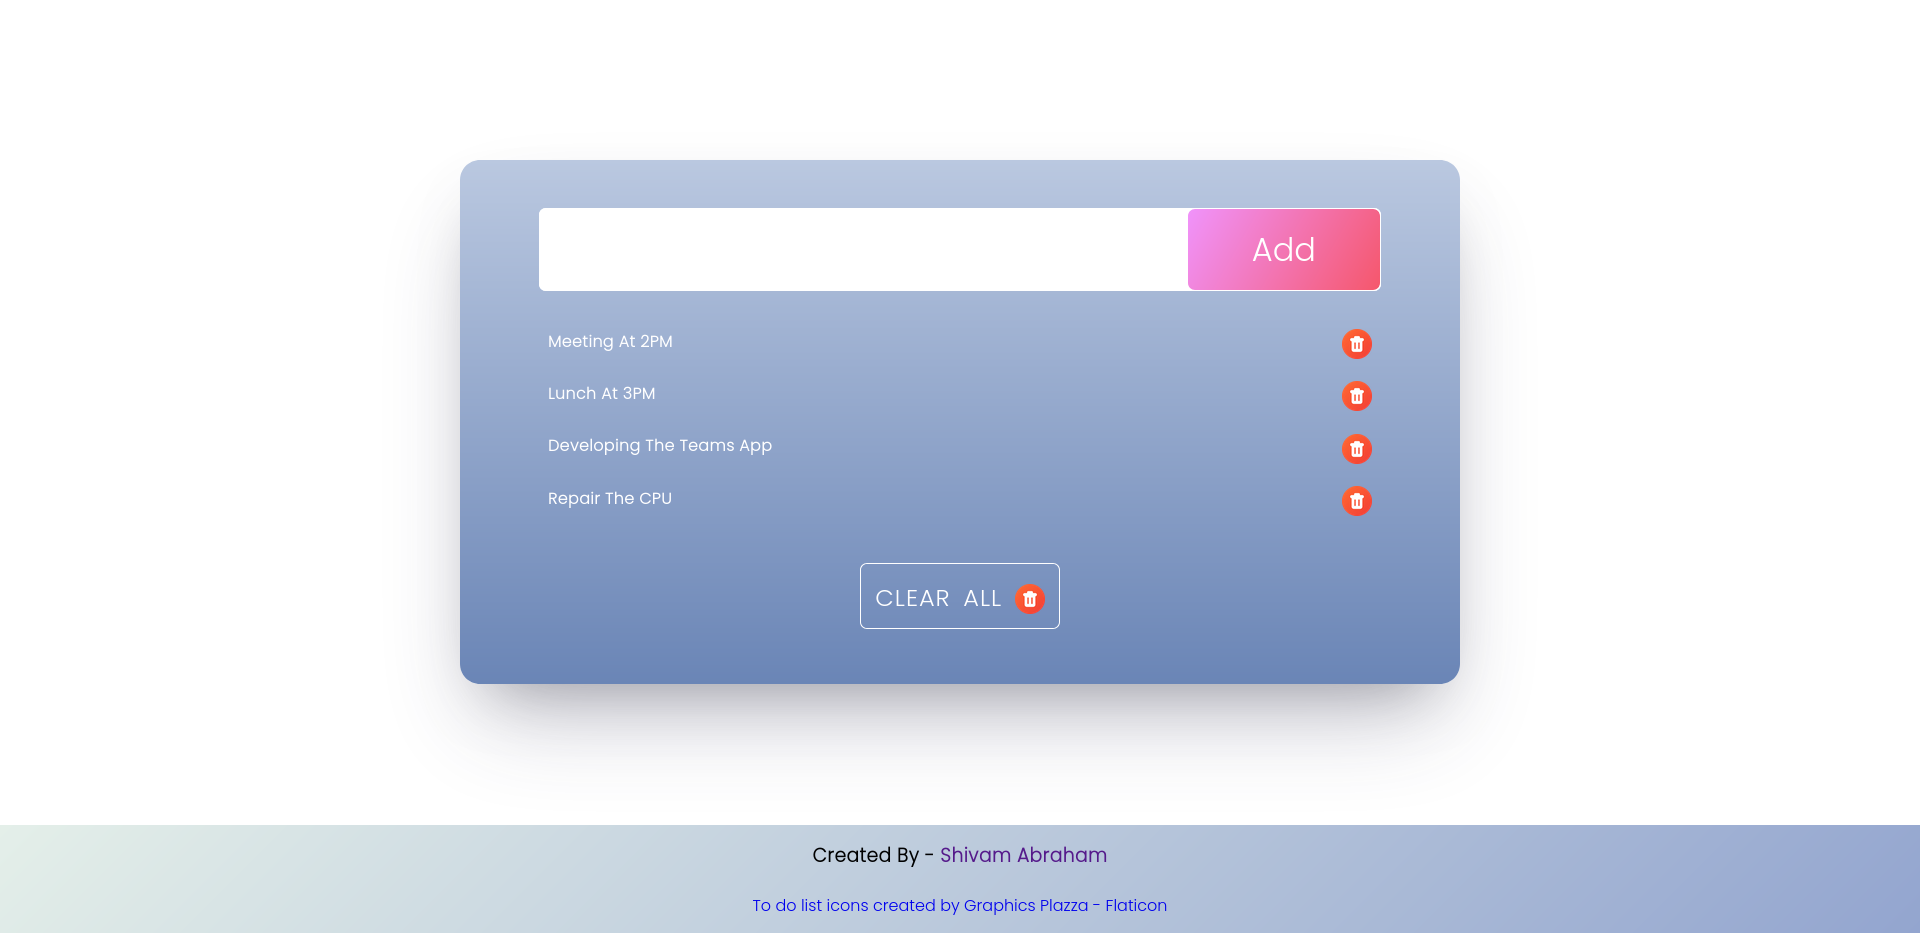 Add
Meeting At 2PM
Lunch At 3PM
Developing The Teams App
Repair The CPU
CLEAR ALL
Created By - Shivam Abraham
To do list icons created by Graphics Plazza - Flaticon